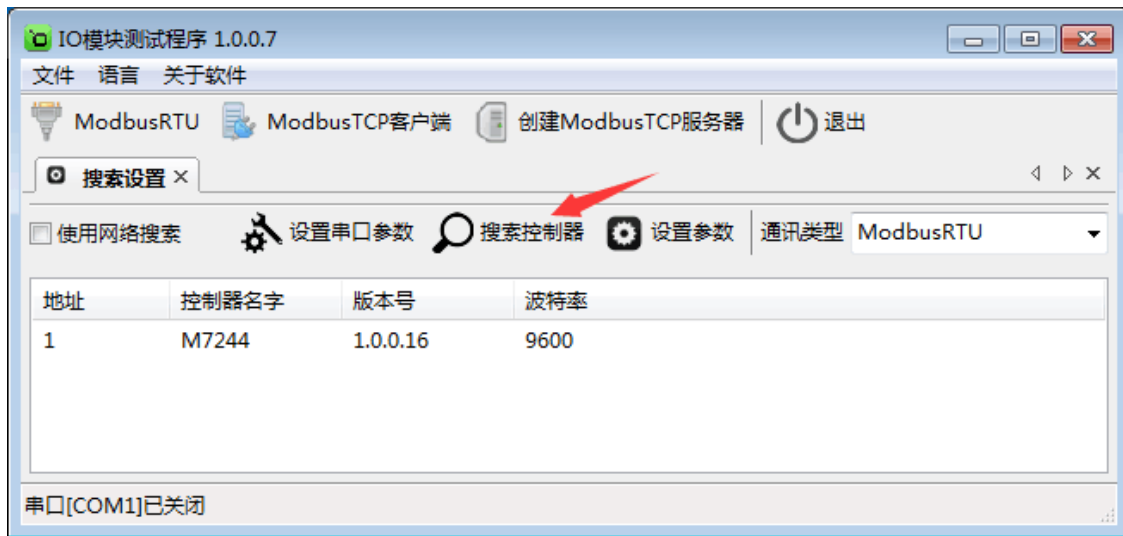 IO模块测试程序 1.0.0.7
文件 语言 关于软件
ModbusRTU ModbusTCP客户端 创建ModbusTCP服务器 退出
搜索设置
使用网络搜索 设置串口参数 搜索控制器 设置参数 通讯类型 ModbusRTU
地址 控制器名字 版本号 波特率
1 M7244 1.0.0.16 9600
串口[COM1]已关闭